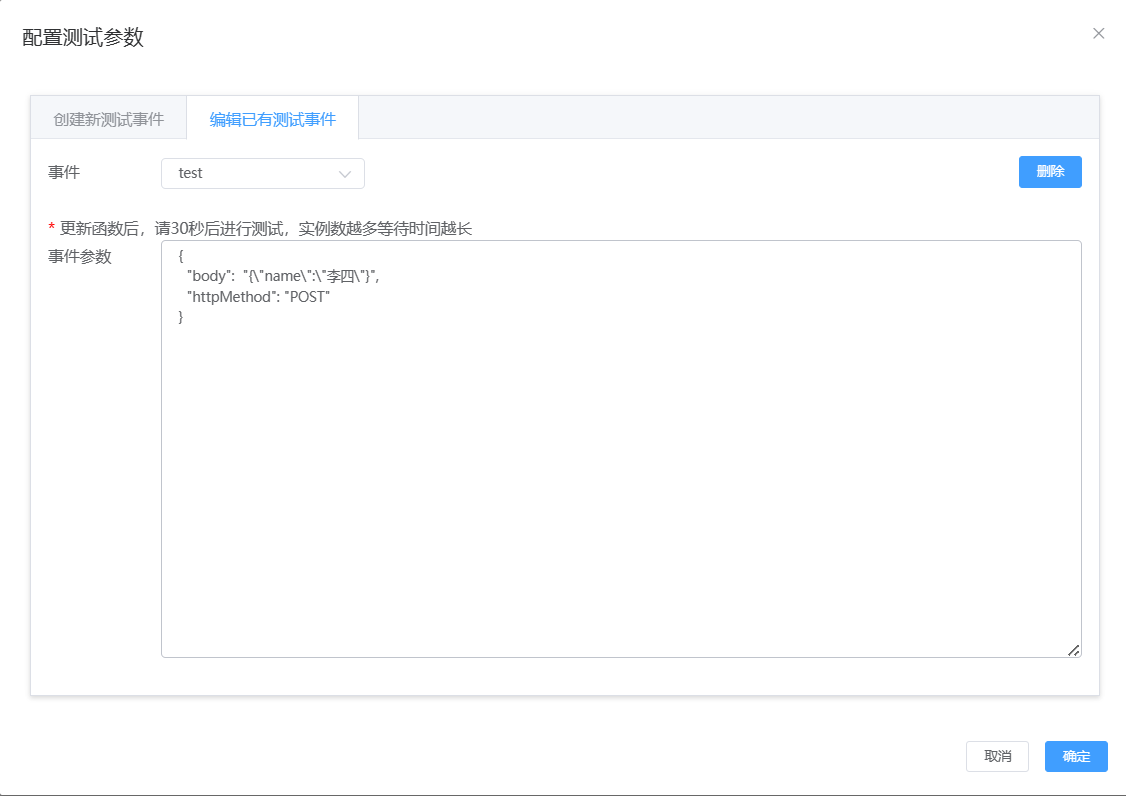 配置测试参数
创建新测试事件 编辑已有测试事件
事件 test 删除
* 更新函数后，请30秒后进行测试，实例数越多等待时间越长
事件参数
{
"body": "{\"name\":\"李四\"}",
"httpMethod": "POST"
}
取消 确定